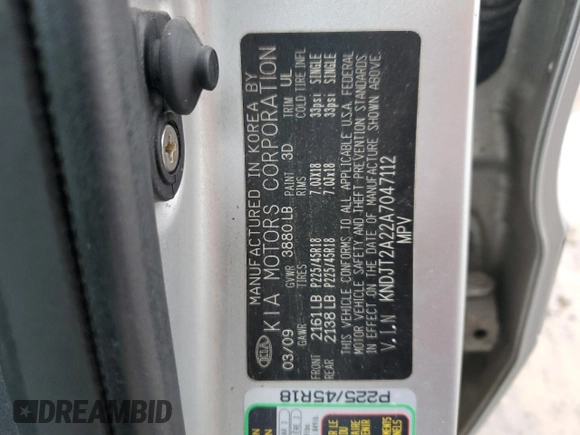 MANUFACTURED IN KOREA BY
KIA KIA MOTORS CORPORATION
03/09 GVWR 3880 LB PAINT 3D TRIM UL
GAWR TIRES RIMS COLD TIRE INFL
FRONT 2161 LB P225/45R18 7.0JX18 33psi SINGLE
REAR 2138 LB P225/45R18 7.0JX18 33psi SINGLE
THIS VEHICLE CONFORMS TO ALL APPLICABLE U.S.A. FEDERAL
MOTOR VEHICLE SAFETY AND THEFT PREVENTION STANDARDS
IN EFFECT ON THE DATE OF MANUFACTURE SHOWN ABOVE.
V.I.N KNDJT2A22A7047112
MPV
P225/45R18
DREAMBID